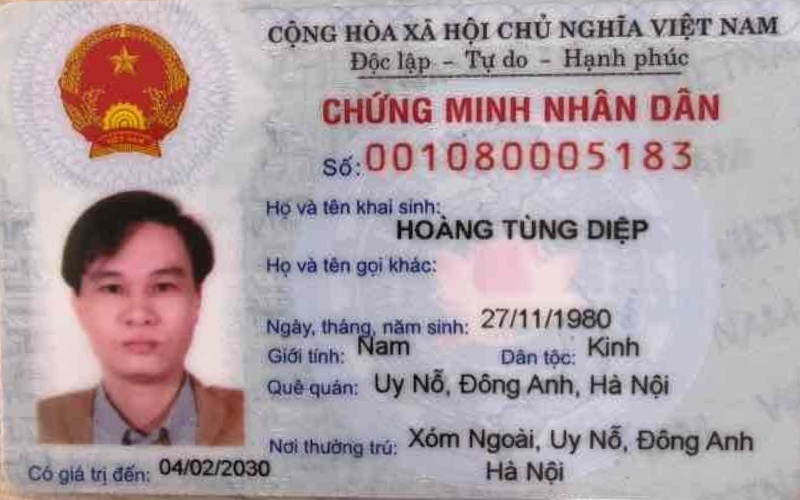 CỘNG HÒA XÃ HỘI CHỦ NGHĨA VIỆT NAM
Độc lập - Tự do - Hạnh phúc
CHỨNG MINH NHÂN DÂN
Số: 001080005183
Họ và tên khai sinh:
HOÀNG TÙNG DIỆP
Họ và tên gọi khác:
Ngày, tháng, năm sinh: 27/11/1980
Giới tính: Nam Dân tộc: Kinh
Quê quán: Uy Nỗ, Đông Anh, Hà Nội
Nơi thường trú: Xóm Ngoài, Uy Nỗ, Đông Anh
Hà Nội
Có giá trị đến: 04/02/2030